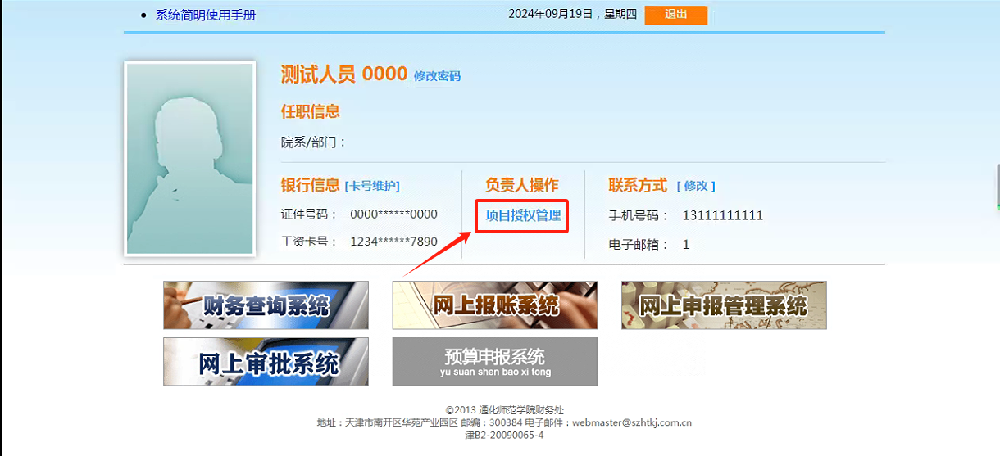 系统简明使用手册
2024年09月19日，星期四 退出
测试人员 0000 修改密码
任职信息
院系/部门：
银行信息 [卡号维护]
证件号码： 0000******0000
工资卡号： 1234******7890
负责人操作
项目授权管理
联系方式 [ 修改 ]
手机号码： 13111111111
电子邮箱： 1
财务查询系统
网上报账系统
网上申报管理系统
网上审批系统
预算申报系统
yu suan shen bao xi tong
©2013 通化师范学院财务处
地址：天津市南开区华苑产业园区 邮编：300384 电子邮件：webmaster@szhtkj.com.cn
津B2-20090065-4